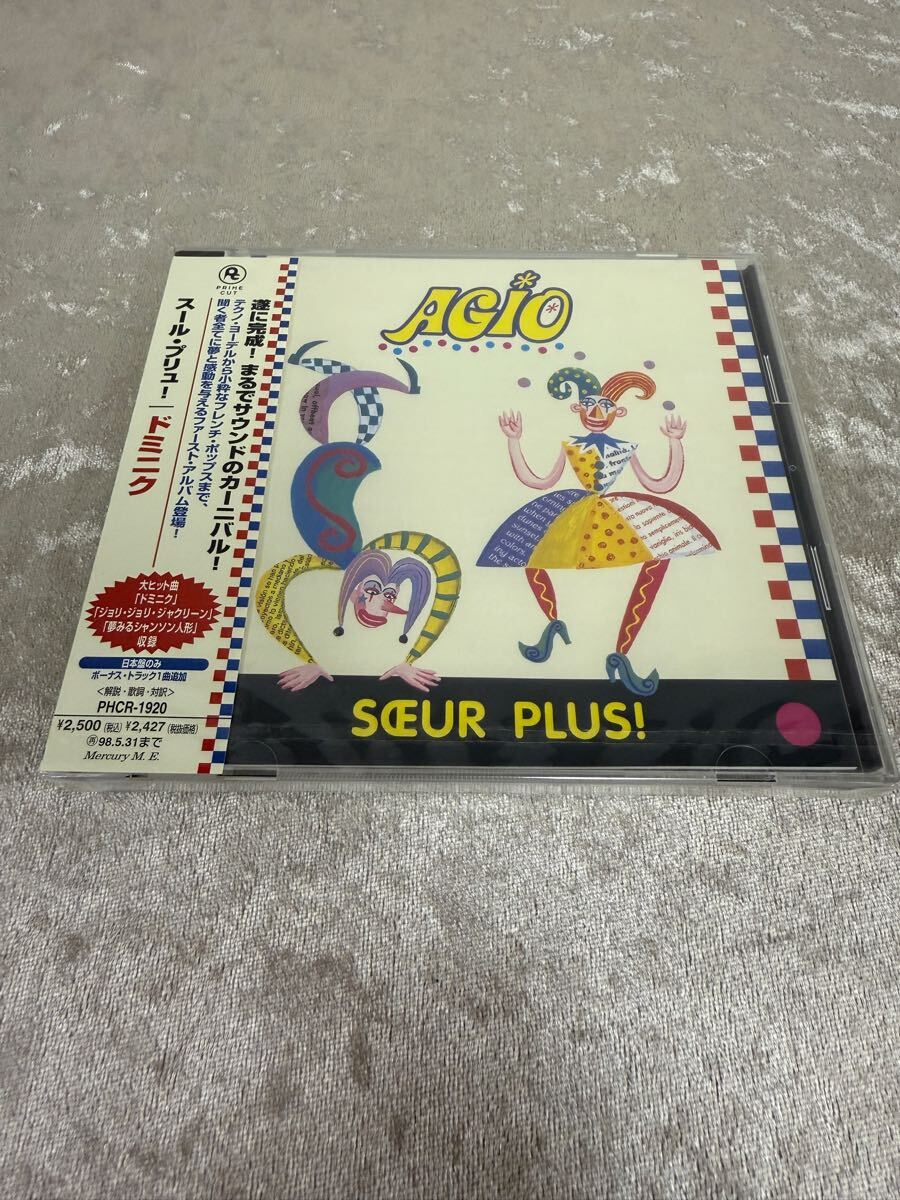 PC
PRIME
CUT
遂に完成！まるでサウンドのカーニバル！
テクノ・ヨーデルから小粋なフレンチ・ポップスまで、
聞く者全てに夢と感動を与えるファースト・アルバム登場！
スール・プリュ！ ドミニク
大ヒット曲
「ドミニク」
「ジョリ・ジョリ・ジャクリーン」
「夢みるシャンソン人形」
収録
日本盤のみ
ボーナス・トラック1曲追加
<解説・歌詞・対訳>
PHCR-1920
¥2,500(税込) ¥2,427(税抜価格)
再98.5.31まで
Mercury M. E.
AGIO
SŒUR PLUS!